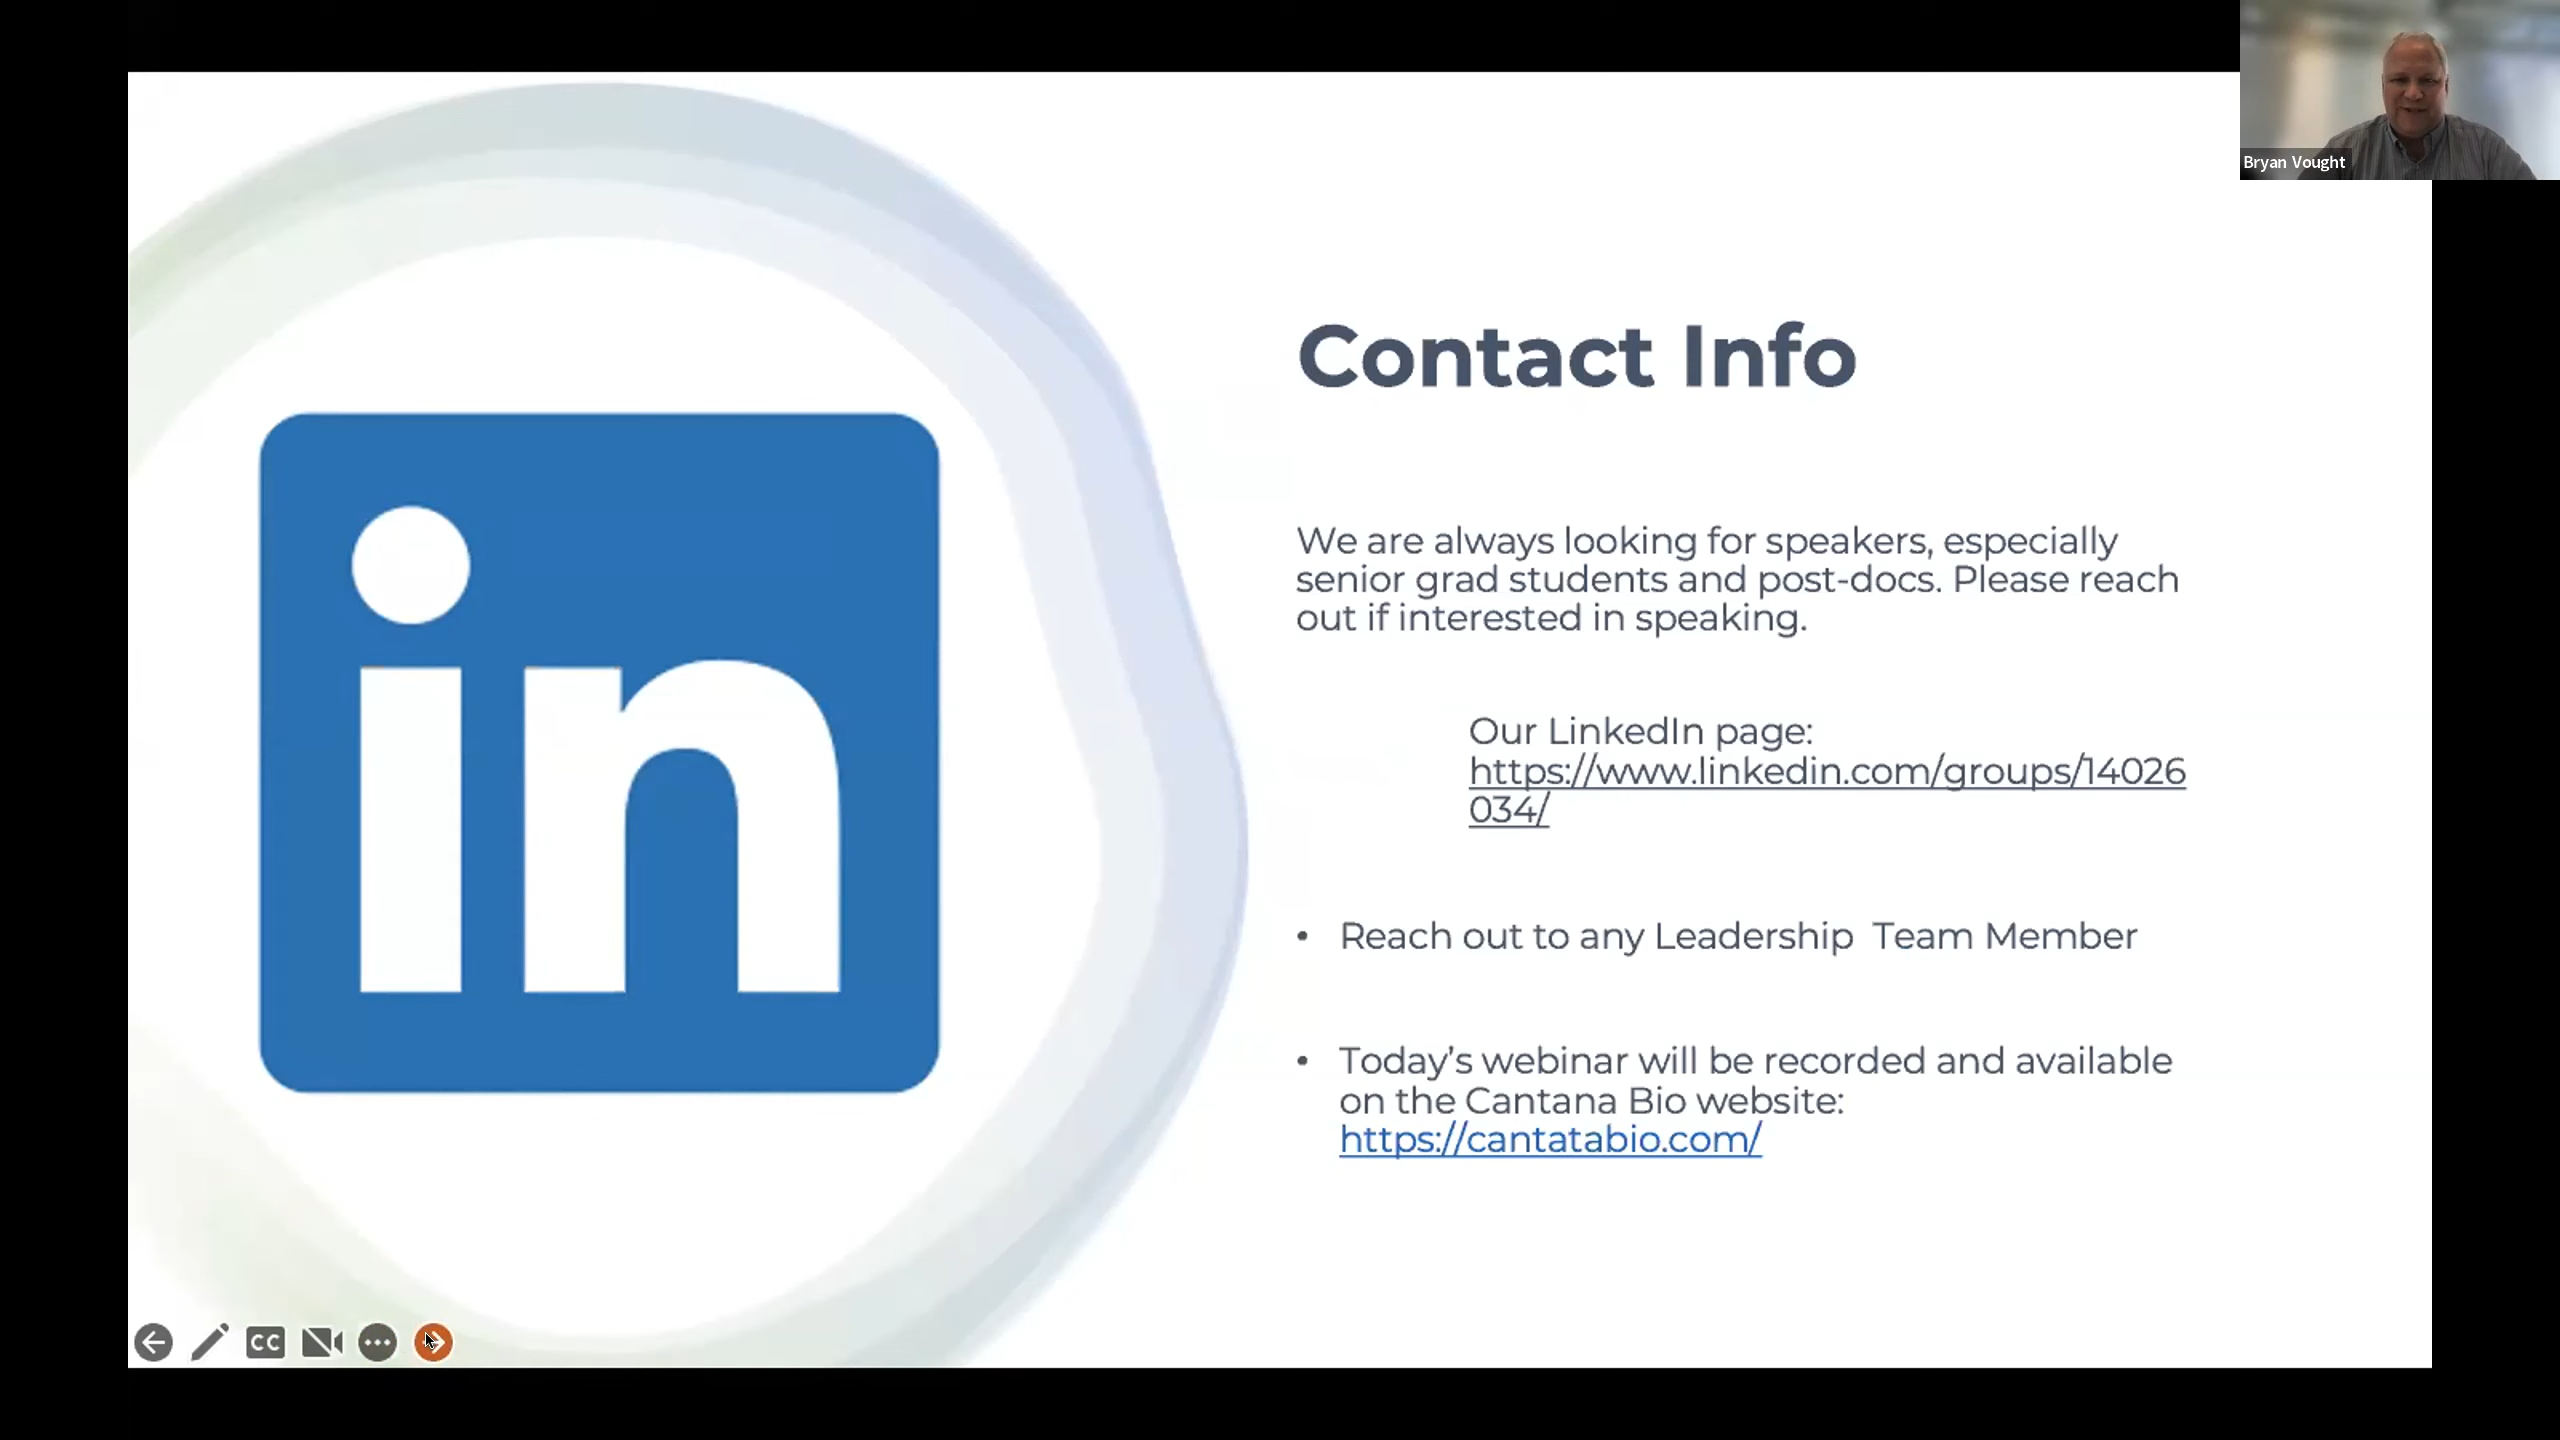 Bryan Vought
Contact Info
We are always looking for speakers, especially
senior grad students and post-docs. Please reach
out if interested in speaking.
Our LinkedIn page:
https://www.linkedin.com/groups/14026
034/
• Reach out to any Leadership  Team Member
• Today's webinar will be recorded and available
on the Cantana Bio website:
https://cantatabio.com/
in
CC